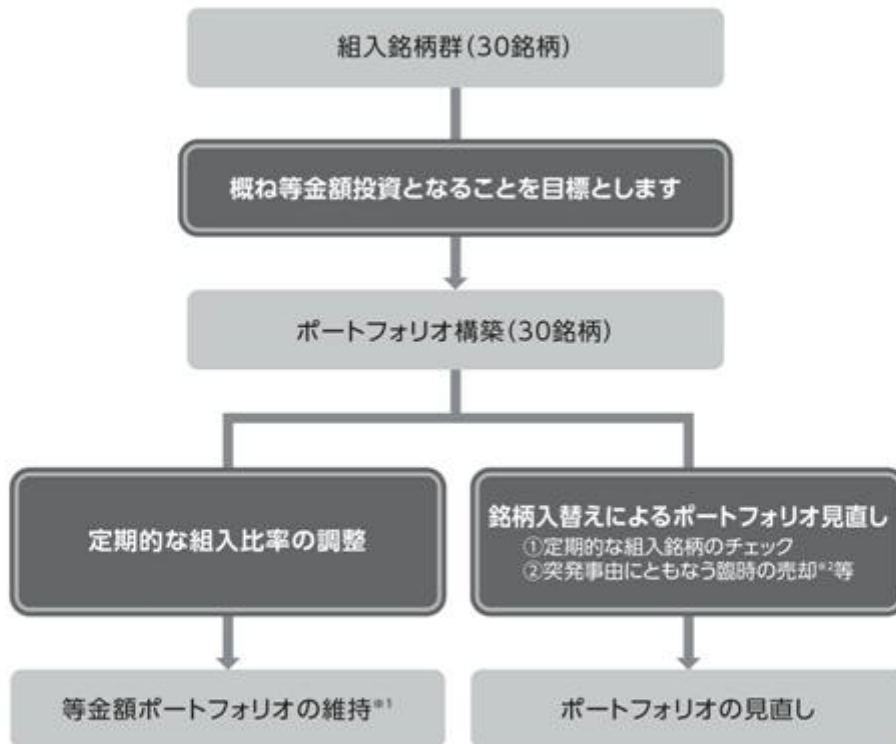 組入銘柄群(30銘柄)
概ね等金額投資となることを目標とします
ポートフォリオ構築(30銘柄)
定期的な組入比率の調整
銘柄入替えによるポートフォリオ見直し
①定期的な組入銘柄のチェック
②突発事由にともなう臨時の売却※2等
等金額ポートフォリオの維持※1
ポートフォリオの見直し